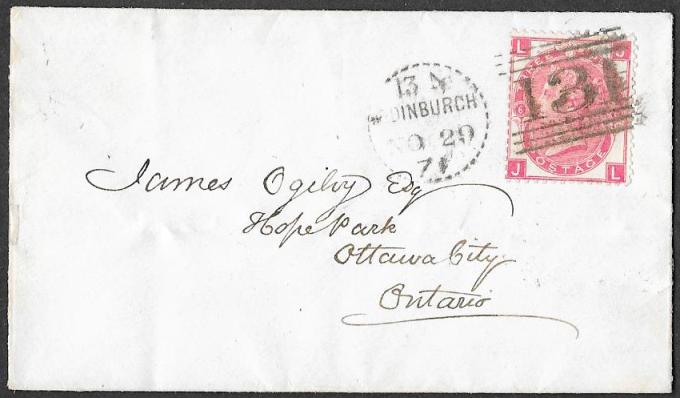 L J
131
13 N
EDINBURGH
NO 29
71
POSTAGE
J L
James Ogilvy Esq
Hope Park
Ottawa City
Ontario